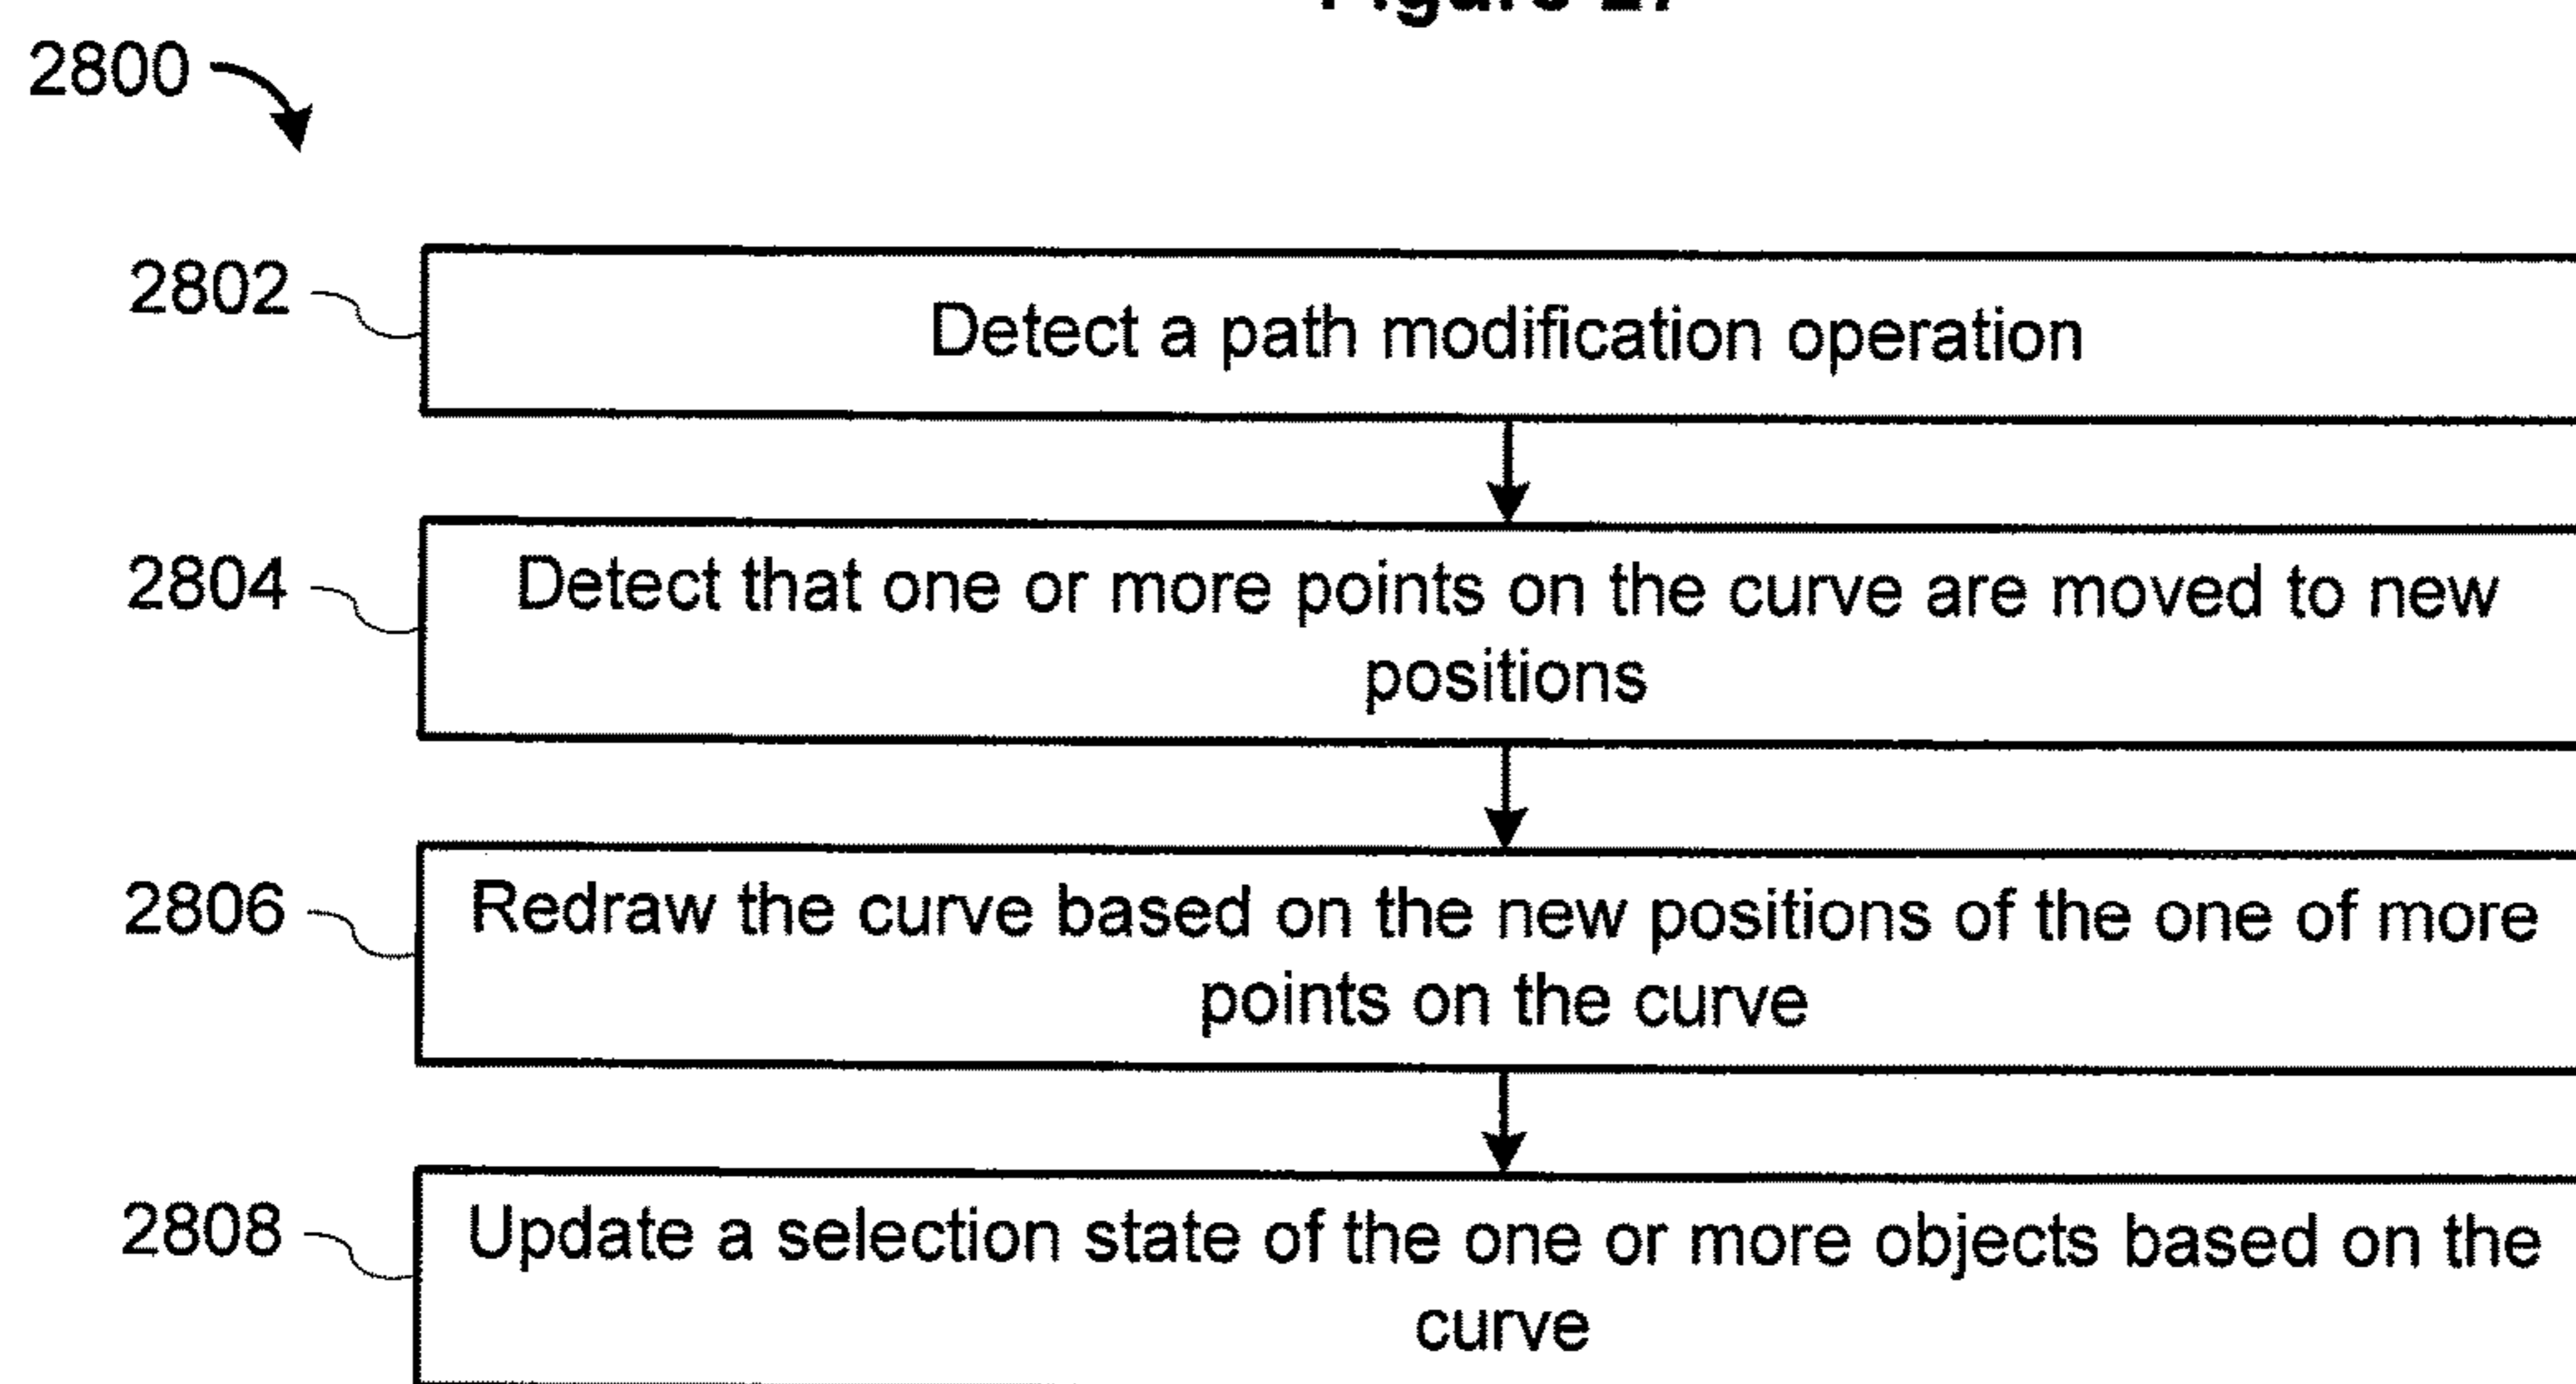 2800
2802
Detect a path modification operation
2804
Detect that one or more points on the curve are moved to new
positions
2806
Redraw the curve based on the new positions of the one of more
points on the curve
2808
Update a selection state of the one or more objects based on the
curve